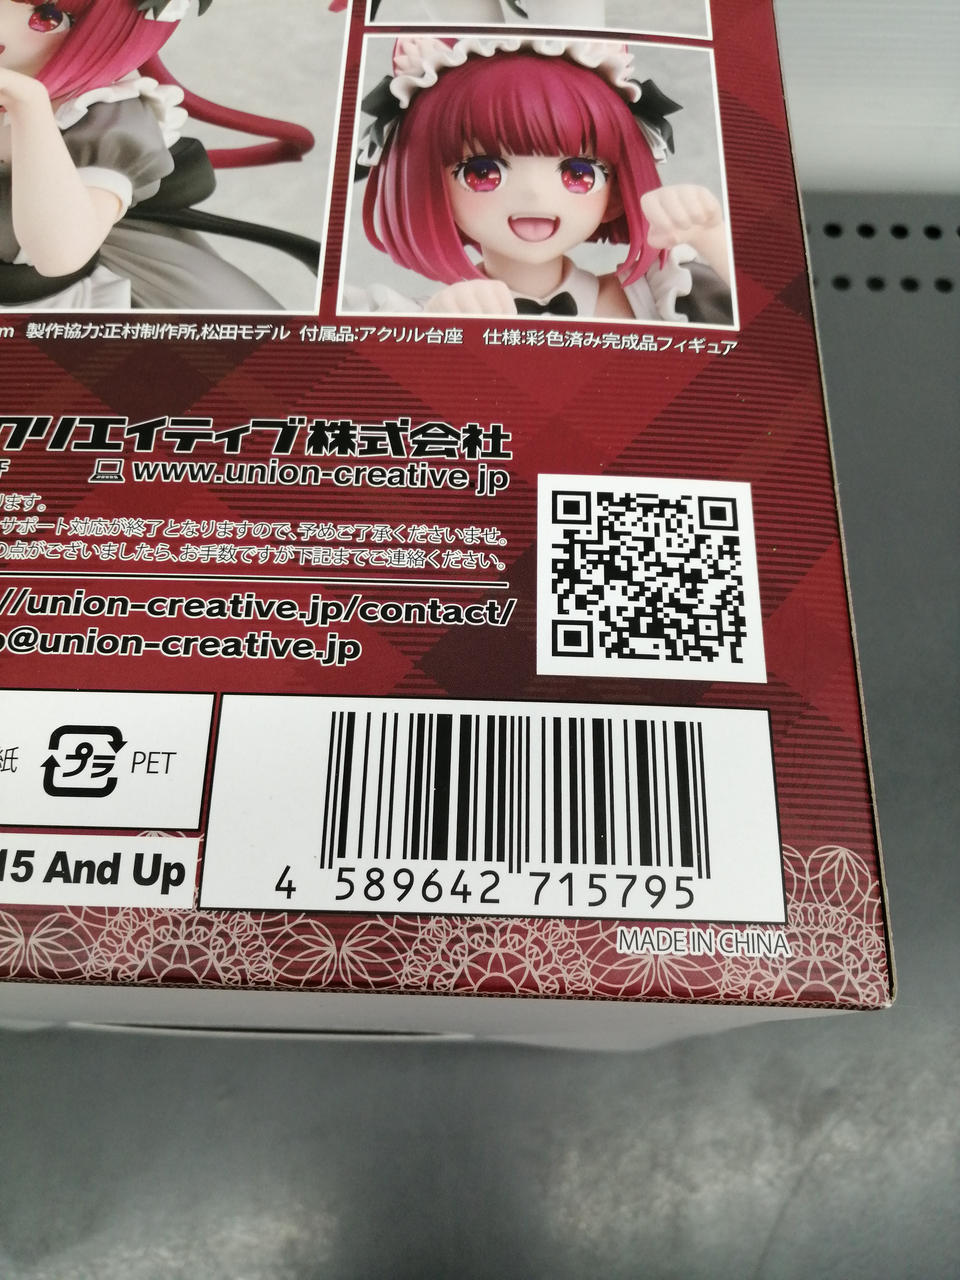 m 製作協力:正村制作所,松田モデル 付属品:アクリル台座 仕様:彩色済み完成品フィギュア
クリエイティブ株式会社
F www.union-creative.jp
ります。
サポート対応が終了となりますので、予めご了承くださいませ。
の点がございましたら、お手数ですが下記までご連絡ください。
//union-creative.jp/contact/
@union-creative.jp
紙 プラ PET
15 And Up
4 589642 715795
MADE IN CHINA